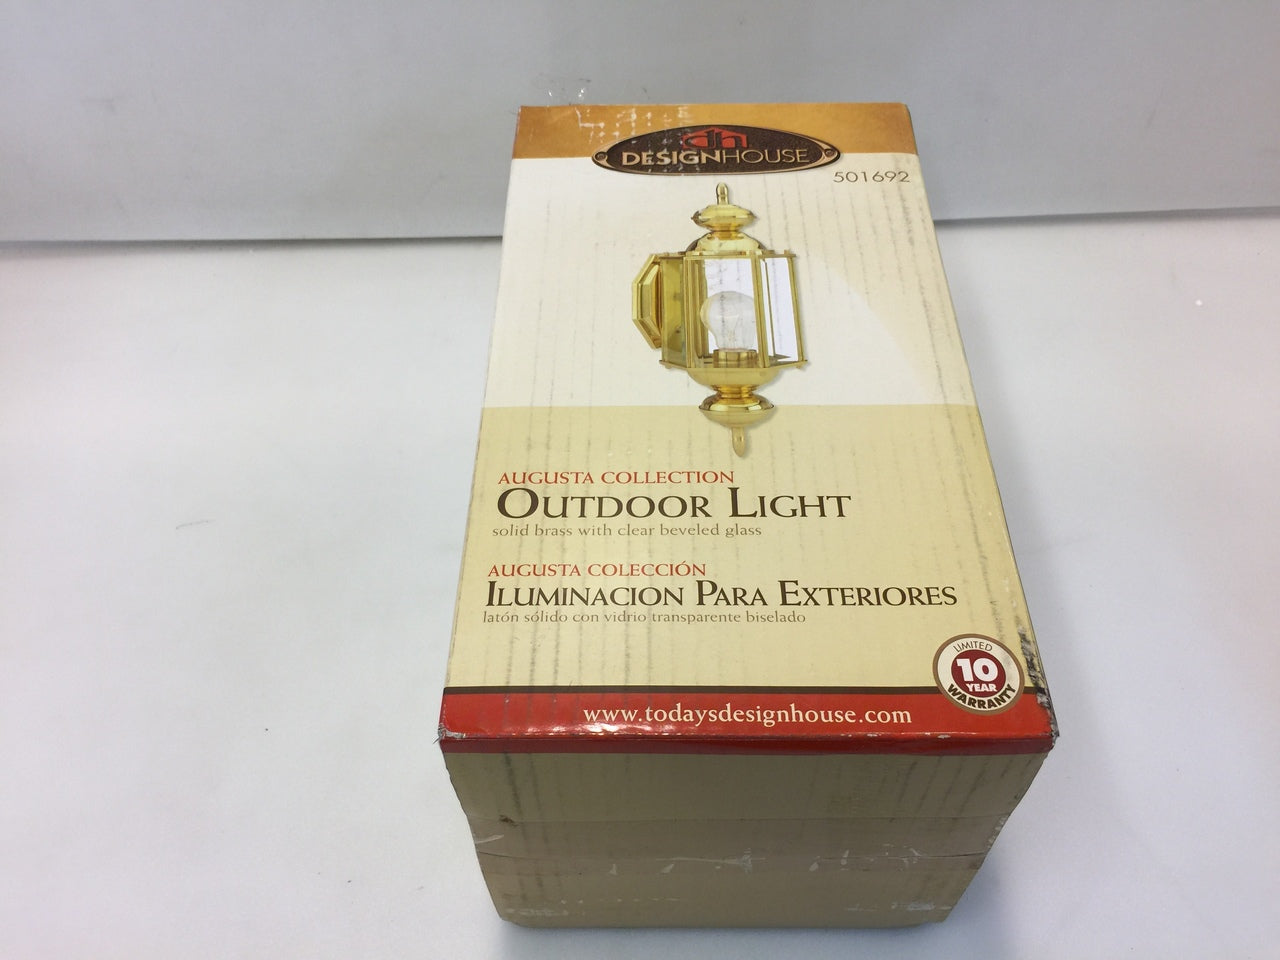 dh
DESIGNHOUSE
501692
AUGUSTA COLLECTION
OUTDOOR LIGHT
solid brass with clear beveled glass
AUGUSTA COLECCIÓN
ILUMINACION PARA EXTERIORES
latón sólido con vidrio transparente biselado
LIMITED
10
YEAR
WARRANTY
www.todaysdesignhouse.com